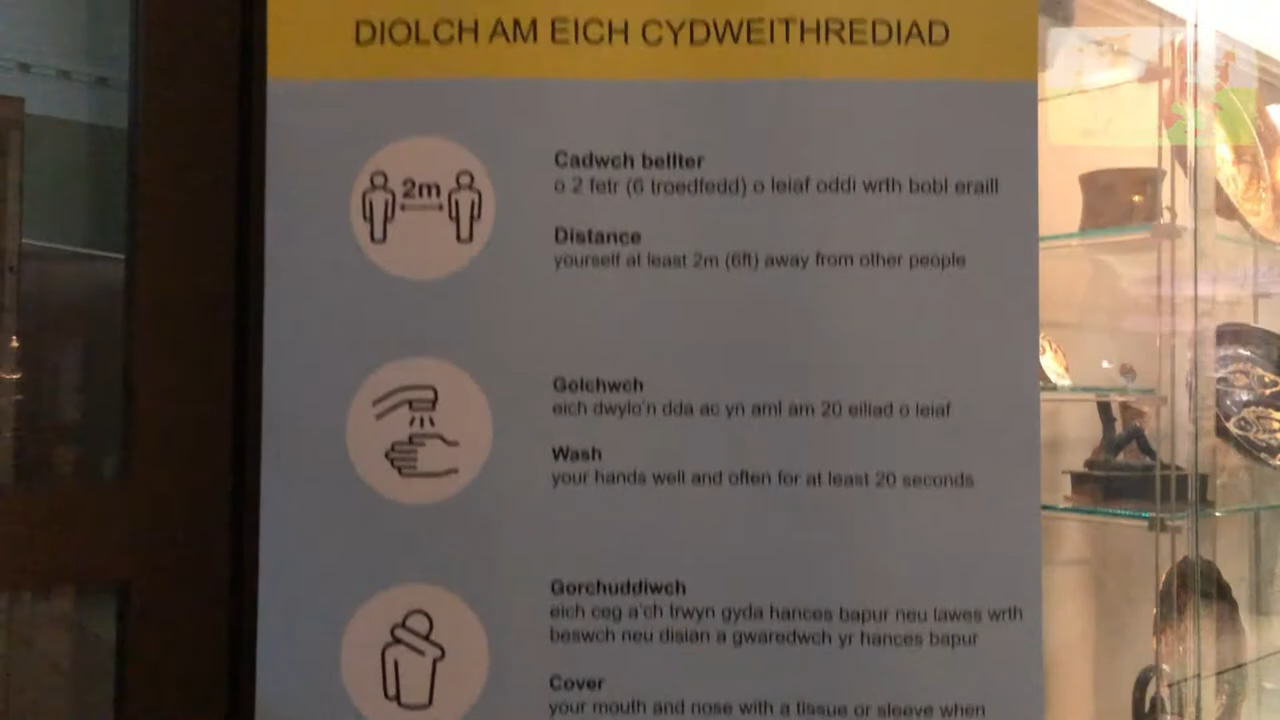 DIOLCH AM EICH CYDWEITHREDIAD
2m
Cadwch bellter
o 2 fetr (6 troedfedd) o leiaf oddi wrth bobl eraill
Distance
yourself at least 2m (6ft) away from other people
Golchwch
eich dwylo'n dda ac yn aml am 20 eiliad o leiaf
Wash
your hands well and often for at least 20 seconds
Gorchuddiwch
eich ceg a'ch trwyn gyda hances bapur neu lawes wrth
beswch neu disian a gwaredwch yr hances bapur
Cover
your mouth and nose with a tissue or sleeve when